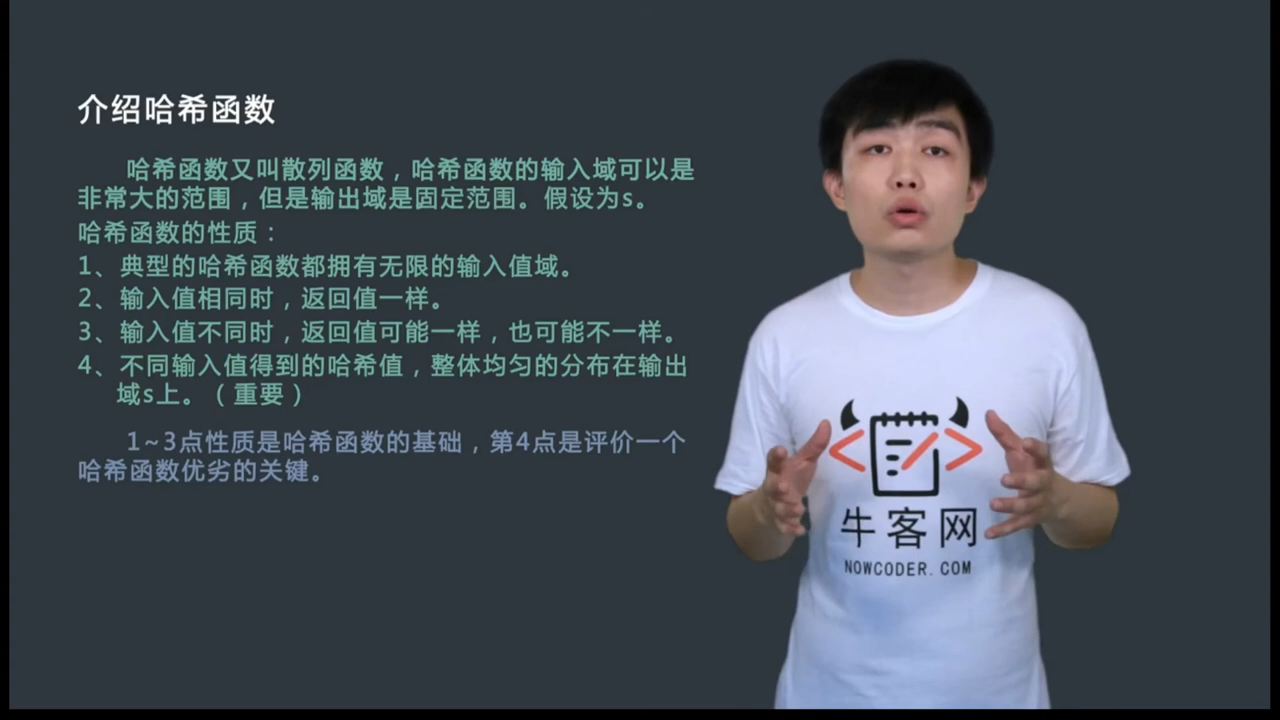 介绍哈希函数
哈希函数又叫散列函数，哈希函数的输入域可以是
非常大的范围，但是输出域是固定范围。假设为s。
哈希函数的性质：
1、典型的哈希函数都拥有无限的输入值域。
2、输入值相同时，返回值一样。
3、输入值不同时，返回值可能一样，也可能不一样。
4、不同输入值得到的哈希值，整体均匀的分布在输出
域s上。（重要）
1~3点性质是哈希函数的基础，第4点是评价一个
哈希函数优劣的关键。
牛客网
NOWCODER.COM